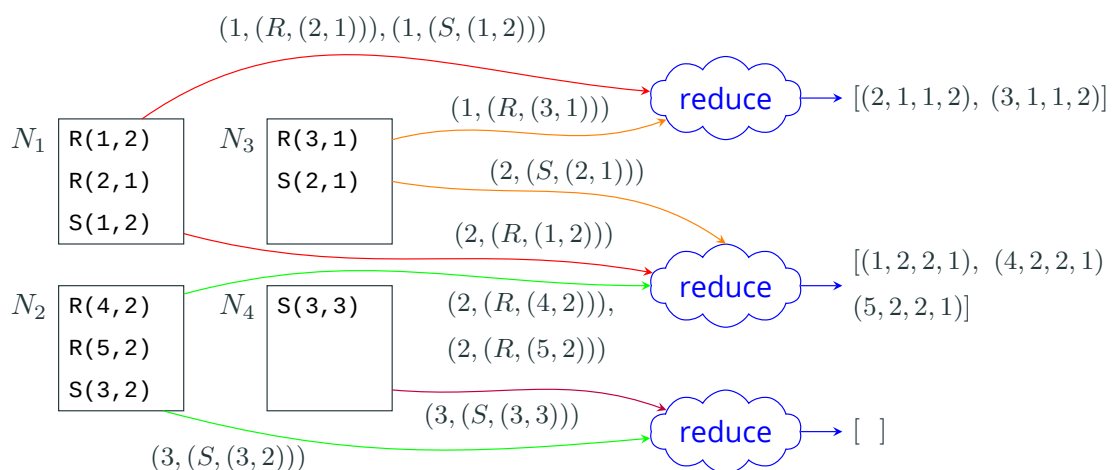 (1, (R, (2, 1))), (1, (S, (1, 2)))
reduce
[(2, 1, 1, 2), (3, 1, 1, 2)]
(1, (R, (3, 1)))
N₁
R(1,2)
R(2,1)
S(1,2)
N₃
R(3,1)
S(2,1)
(2, (S, (2, 1)))
(2, (R, (1, 2)))
reduce
[(1, 2, 2, 1), (4, 2, 2, 1)
(5, 2, 2, 1)]
N₂
R(4,2)
R(5,2)
S(3,2)
N₄
S(3,3)
(2, (R, (4, 2))),
(2, (R, (5, 2)))
(3, (S, (3, 3)))
reduce
[ ]
(3, (S, (3, 2)))